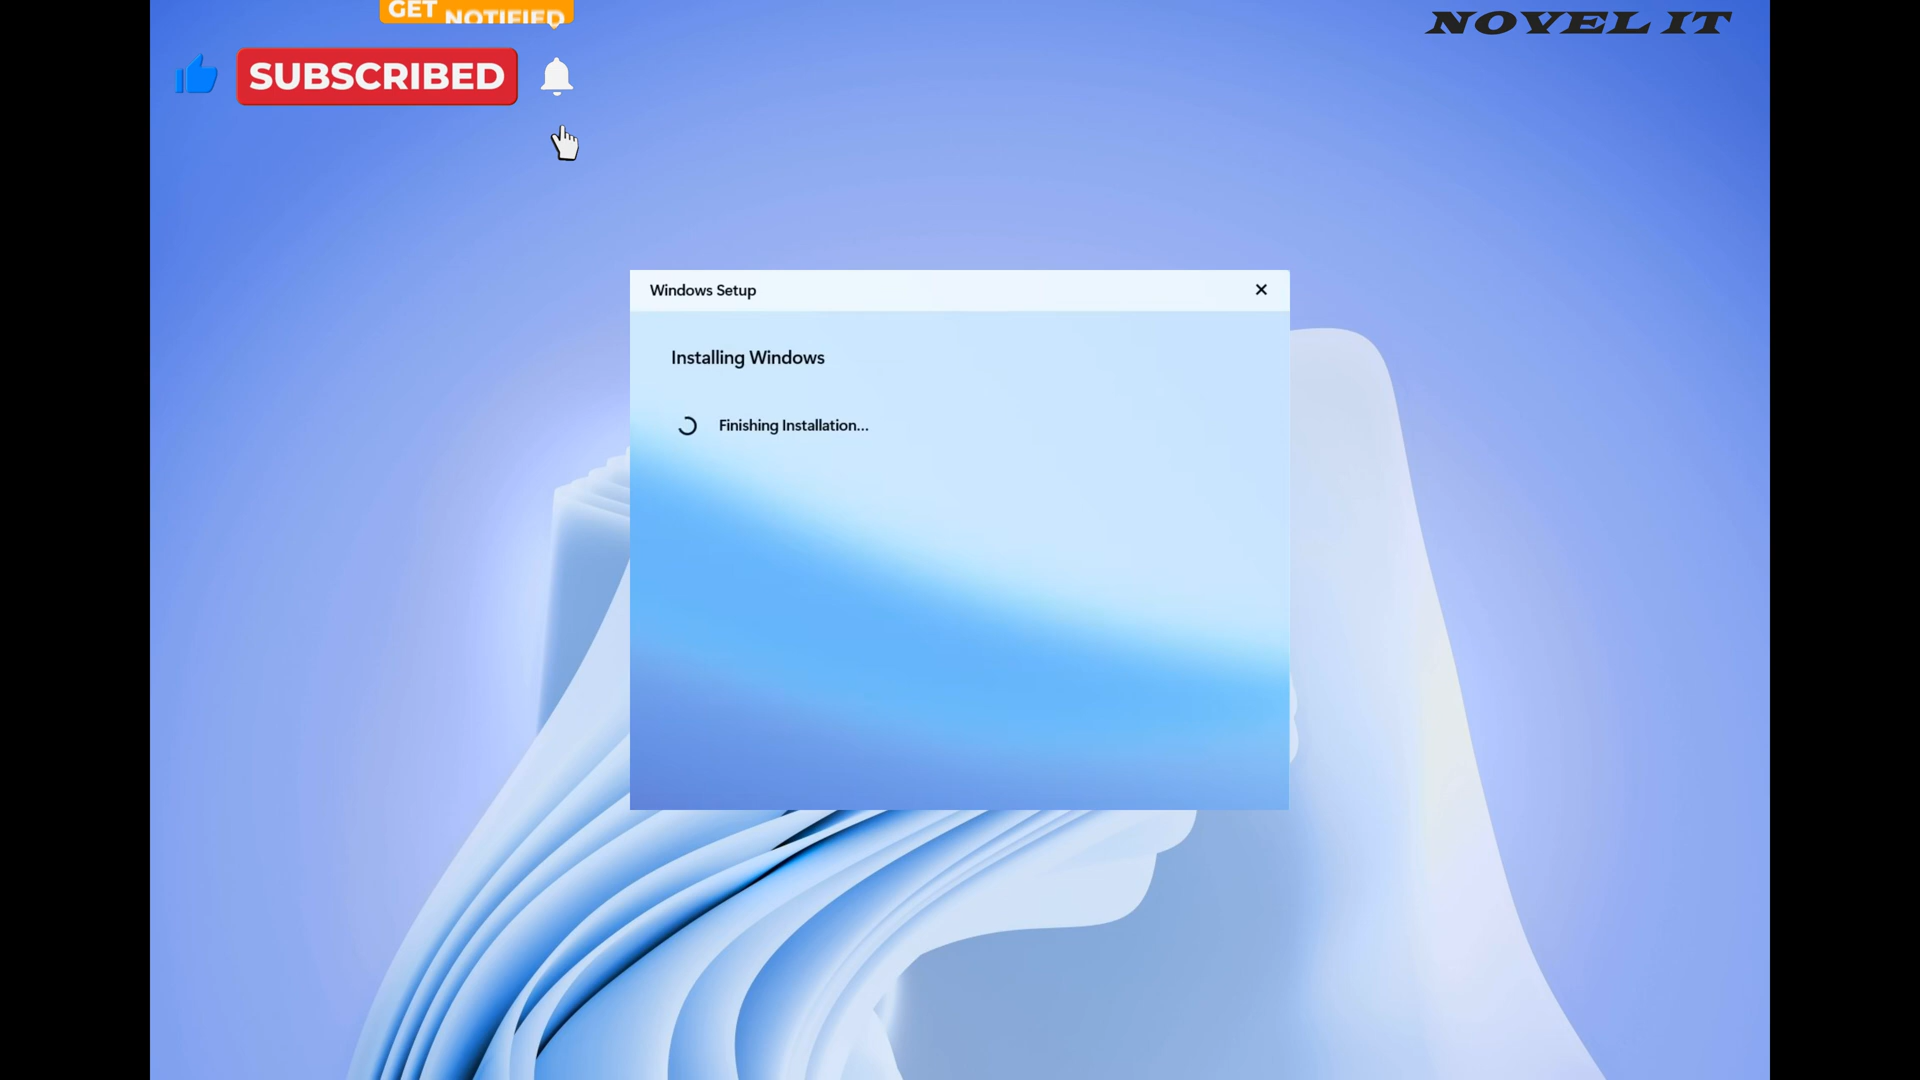 GET NOTIFIED
NOVEL IT
SUBSCRIBED
Windows Setup
Installing Windows
Finishing Installation...